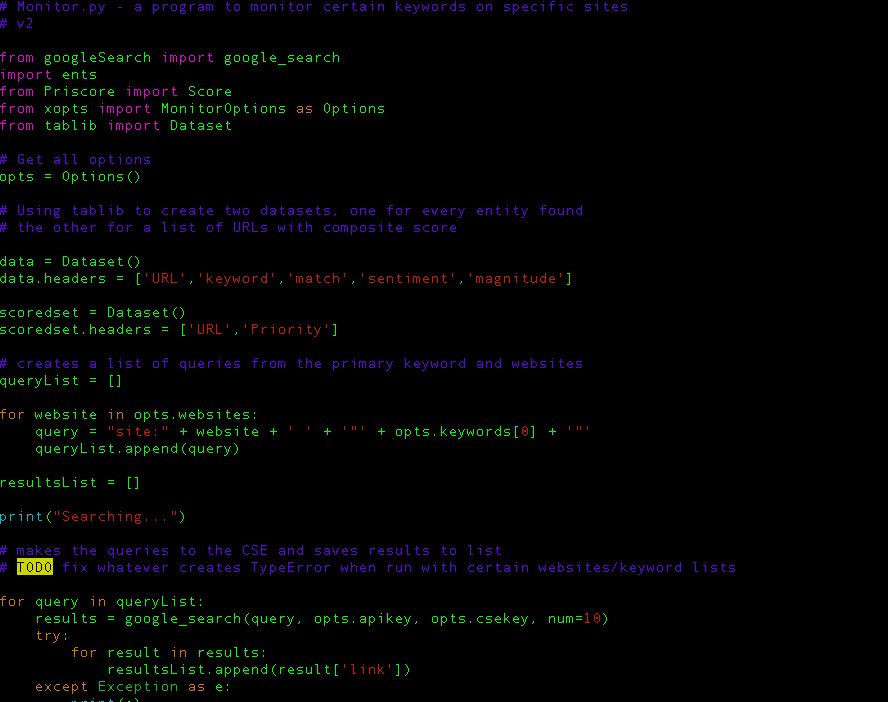 # Monitor.py - a program to monitor certain keywords on specific sites
# v2
from googleSearch import google_search
import ents
from Priscore import Score
from xopts import MonitorOptions as Options
from tablib import Dataset
# Get all options
opts = Options()
# Using tablib to create two datasets, one for every entity found
# the other for a list of URLs with composite score
data = Dataset()
data.headers = ['URL','keyword','match','sentiment','magnitude']
scoredset = Dataset()
scoredset.headers = ['URL','Priority']
# creates a list of queries from the primary keyword and websites
queryList = []
for website in opts.websites:
    query = "site:" + website + ' ' + '"' + opts.keywords[0] + '"'
    queryList.append(query)
resultsList = []
print("Searching...")
# makes the queries to the CSE and saves results to list
# TODO fix whatever creates TypeError when run with certain websites/keyword lists
for query in queryList:
    results = google_search(query, opts.apikey, opts.csekey, num=10)
    try:
        for result in results:
            resultsList.append(result['link'])
    except Exception as e: